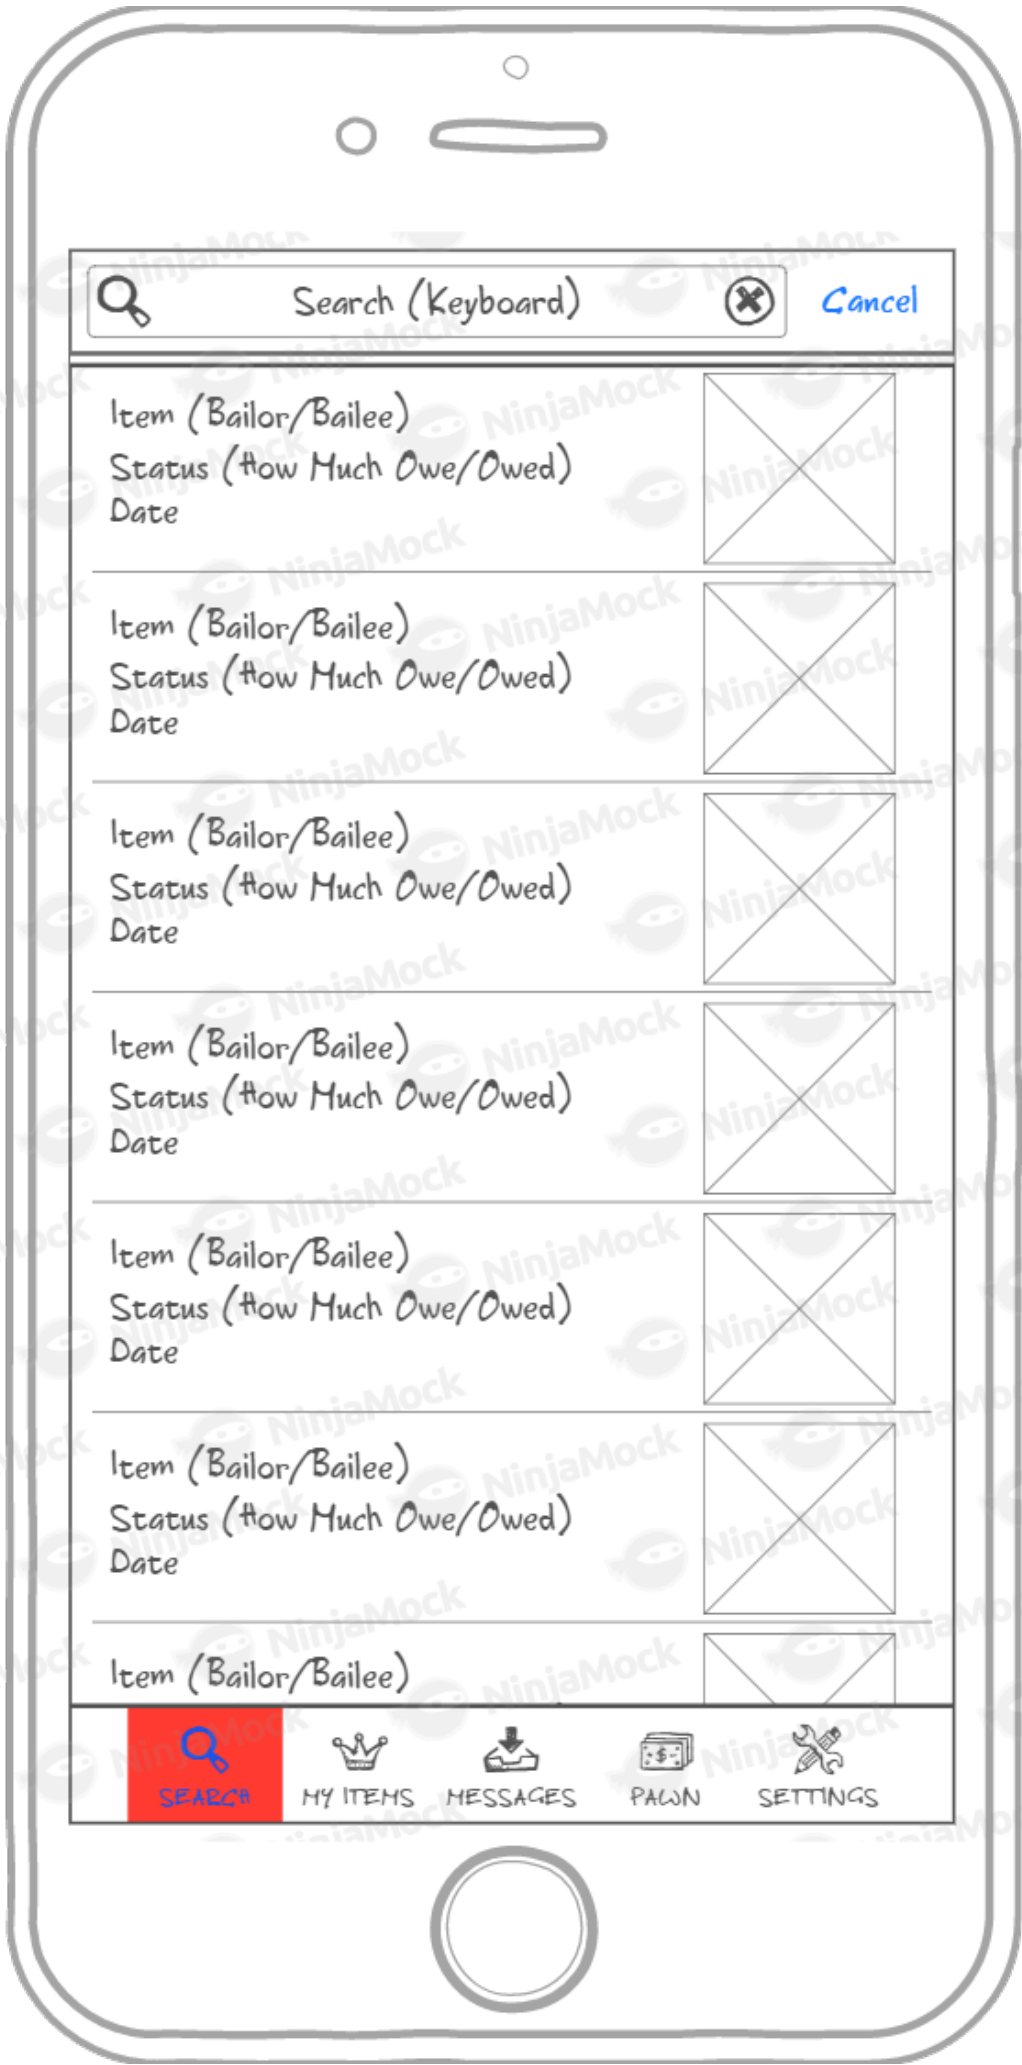 Search (Keyboard) Cancel
Item (Bailor/Bailee)
Status (How Much Owe/Owed)
Date
Item (Bailor/Bailee)
Status (How Much Owe/Owed)
Date
Item (Bailor/Bailee)
Status (How Much Owe/Owed)
Date
Item (Bailor/Bailee)
Status (How Much Owe/Owed)
Date
Item (Bailor/Bailee)
Status (How Much Owe/Owed)
Date
Item (Bailor/Bailee)
Status (How Much Owe/Owed)
Date
Item (Bailor/Bailee)
SEARCH MY ITEMS MESSAGES PAWN SETTINGS
NinjaMock